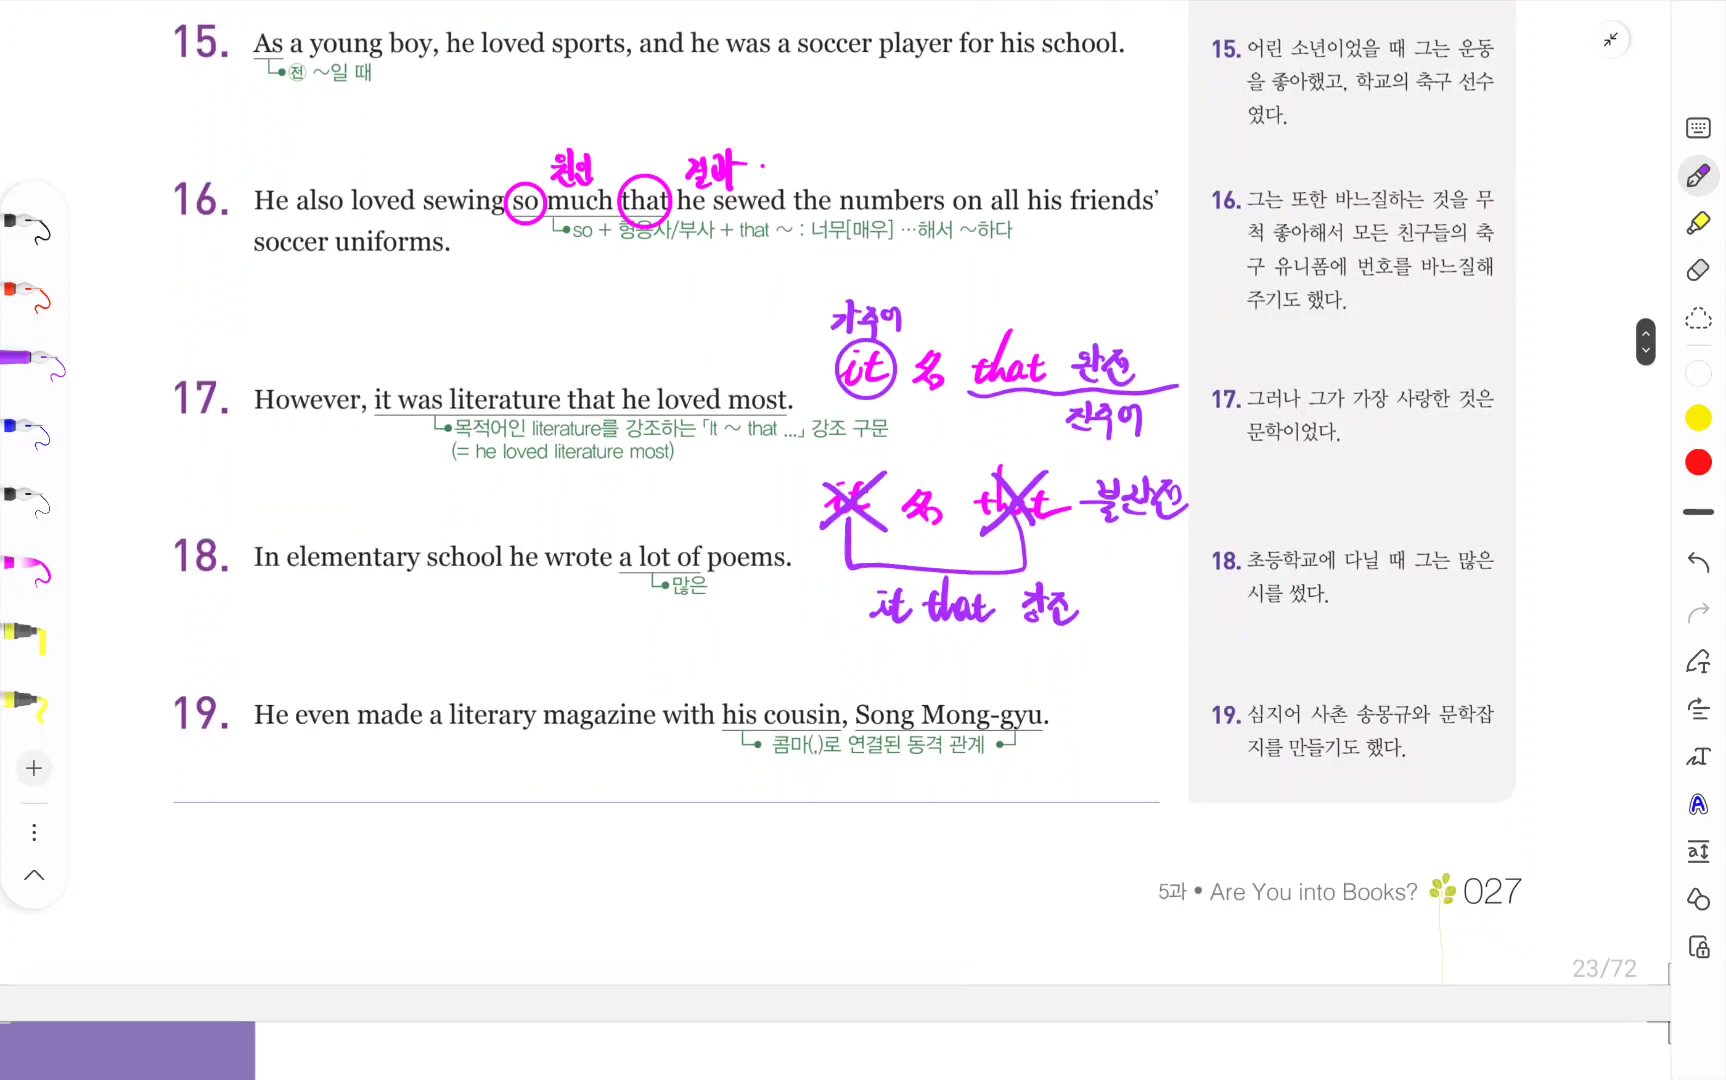 15. As a young boy, he loved sports, and he was a soccer player for his school.
전 ~일 때
15. 어린 소년이었을 때 그는 운동
을 좋아했고, 학교의 축구 선수
였다.
원인 결과
16. He also loved sewing so much that he sewed the numbers on all his friends’
so + 형용사/부사 + that ~ : 너무[매우] …해서 ~하다
soccer uniforms.
16. 그는 또한 바느질하는 것을 무
척 좋아해서 모든 친구들의 축
구 유니폼에 번호를 바느질해
주기도 했다.
가주어
it 명 that 완전
진주어
17. However, it was literature that he loved most.
목적어인 literature를 강조하는 「It ~ that ...」 강조 구문
(= he loved literature most)
17. 그러나 그가 가장 사랑한 것은
문학이었다.
it 명 that 불완전
it that 강조
18. In elementary school he wrote a lot of poems.
많은
18. 초등학교에 다닐 때 그는 많은
시를 썼다.
19. He even made a literary magazine with his cousin, Song Mong-gyu.
콤마(,)로 연결된 동격 관계
19. 심지어 사촌 송몽규와 문학잡
지를 만들기도 했다.
5과 • Are You into Books? 027
23/72